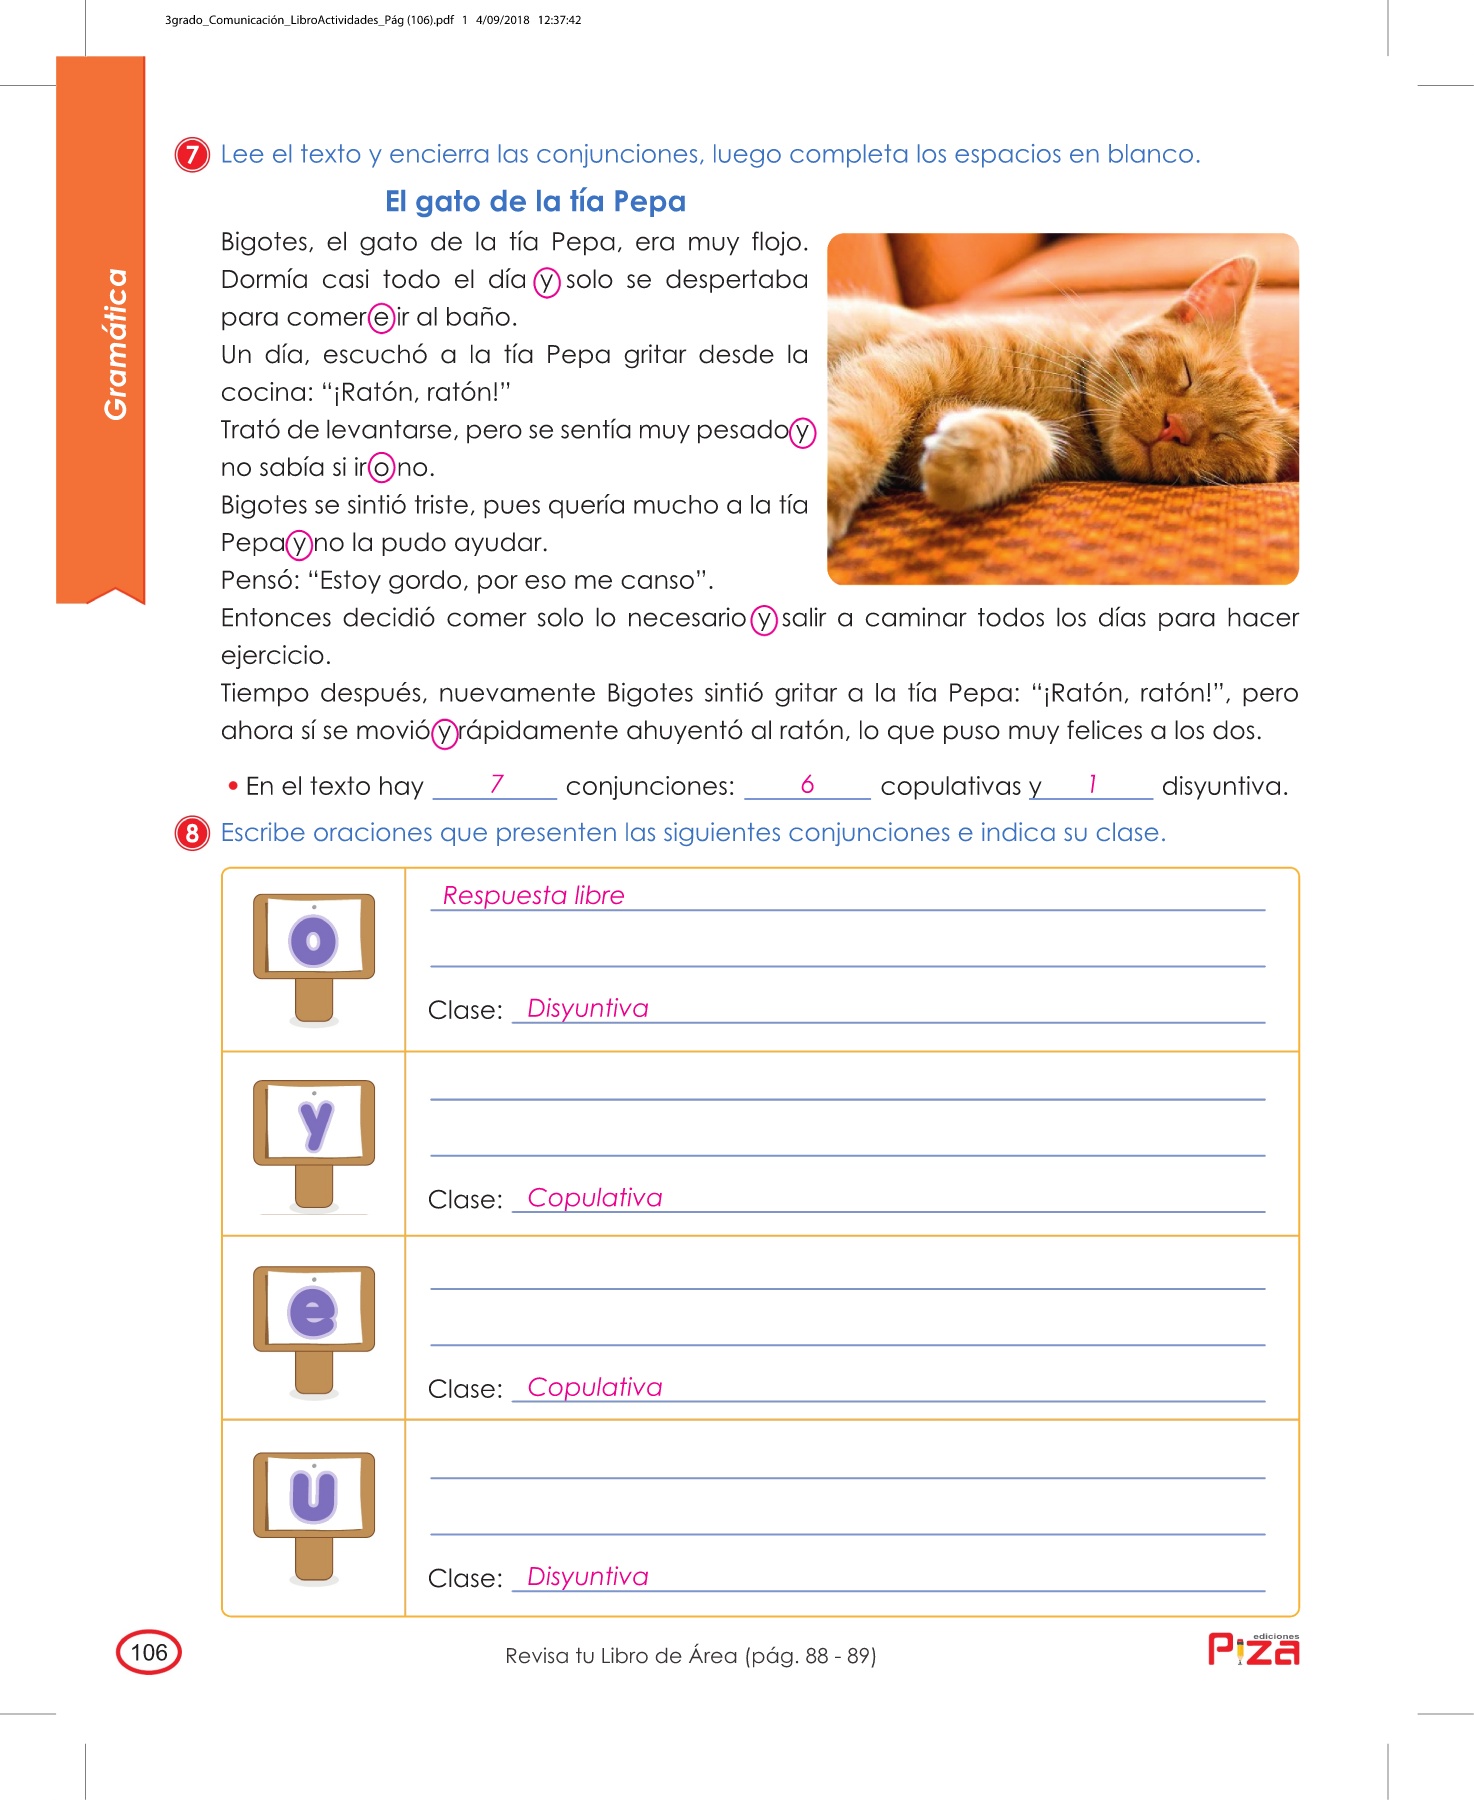 3grado_Comunicación_LibroActividades_Pág (106).pdf 1 4/09/2018 12:37:42
Gramática
7 Lee el texto y encierra las conjunciones, luego completa los espacios en blanco.
El gato de la tía Pepa
Bigotes, el gato de la tía Pepa, era muy flojo.
Dormía casi todo el día y solo se despertaba
para comer e ir al baño.
Un día, escuchó a la tía Pepa gritar desde la
cocina: “¡Ratón, ratón!”
Trató de levantarse, pero se sentía muy pesado y
no sabía si ir o no.
Bigotes se sintió triste, pues quería mucho a la tía
Pepa y no la pudo ayudar.
Pensó: “Estoy gordo, por eso me canso”.
Entonces decidió comer solo lo necesario y salir a caminar todos los días para hacer
ejercicio.
Tiempo después, nuevamente Bigotes sintió gritar a la tía Pepa: “¡Ratón, ratón!”, pero
ahora sí se movió y rápidamente ahuyentó al ratón, lo que puso muy felices a los dos.
• En el texto hay 7 conjunciones: 6 copulativas y 1 disyuntiva.
8 Escribe oraciones que presenten las siguientes conjunciones e indica su clase.
o
Respuesta libre
Clase: Disyuntiva
y
Clase: Copulativa
e
Clase: Copulativa
u
Clase: Disyuntiva
106
Revisa tu Libro de Área (pág. 88 - 89)
ediciones
Piza